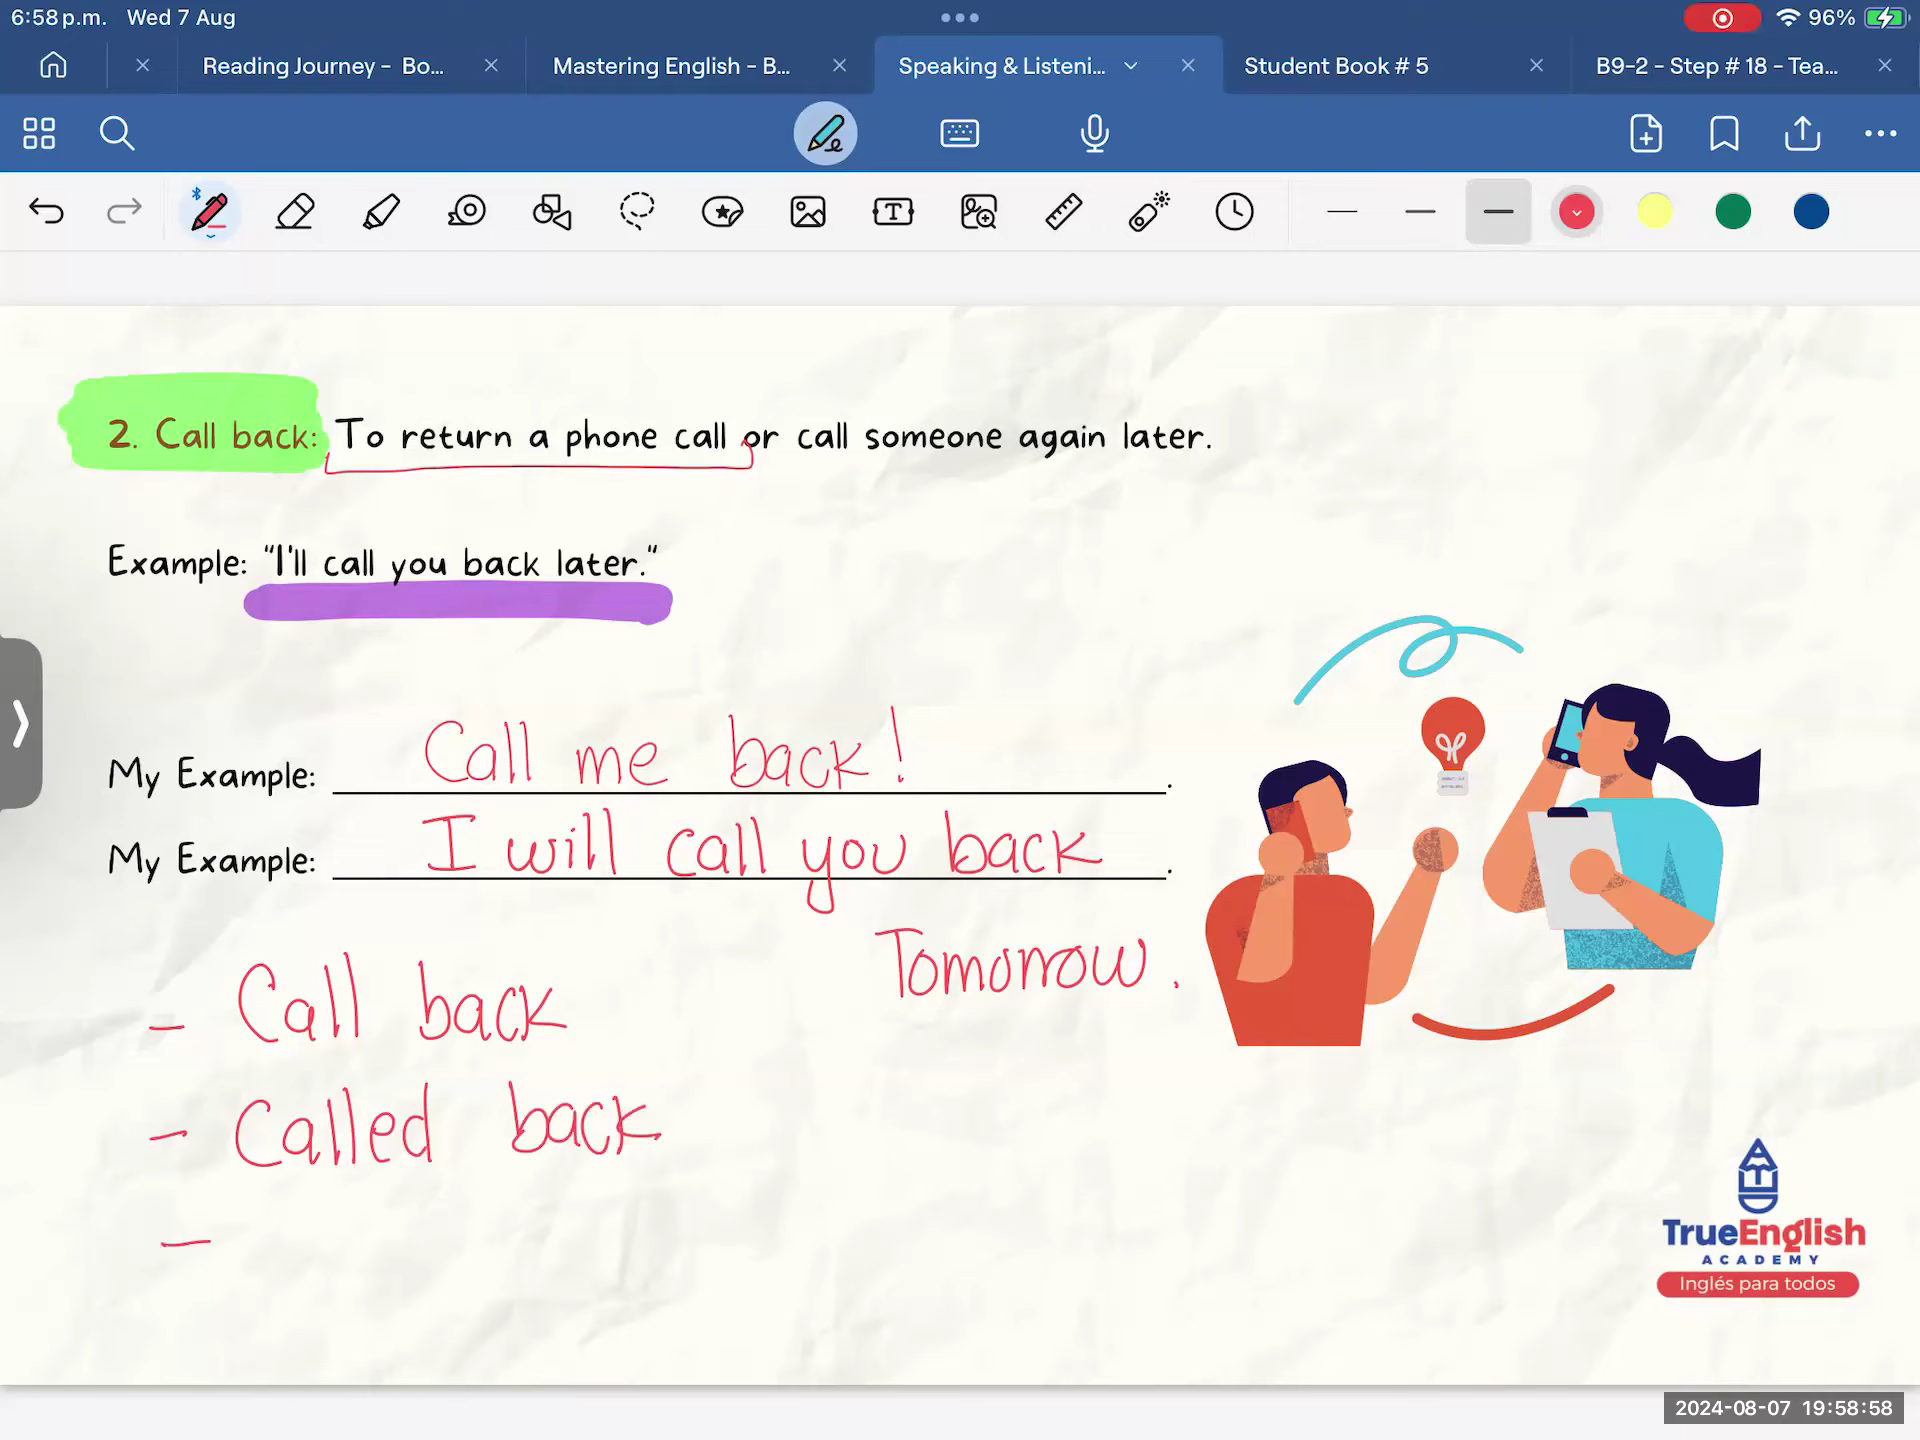 6:58 p.m. Wed 7 Aug
96%
Reading Journey - Bo...
Mastering English - B...
Speaking & Listeni...
Student Book # 5
B9-2 - Step # 18 - Tea...
2. Call back: To return a phone call or call someone again later.
Example: "I'll call you back later."
My Example: Call me back!
My Example: I will call you back
Tomorrow.
- Call back
- Called back
-
TrueEnglish
ACADEMY
Inglés para todos
2024-08-07 19:58:58